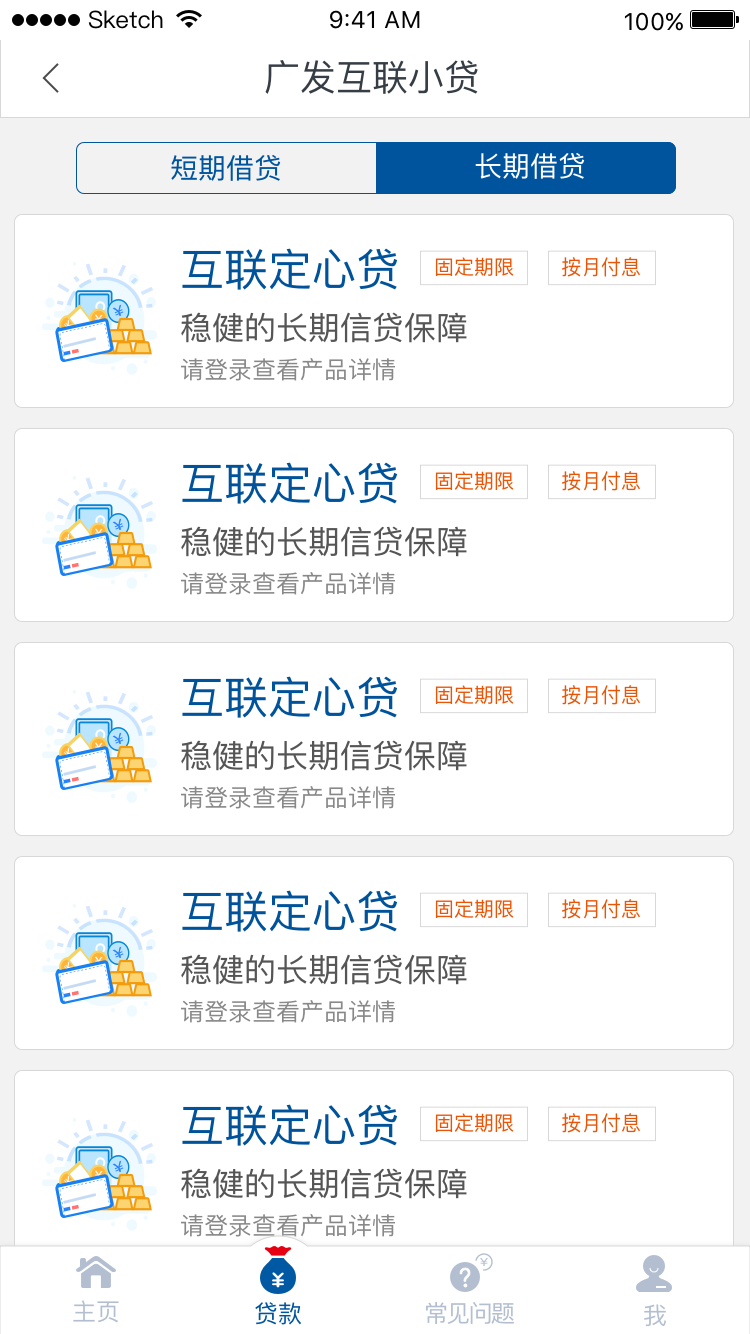 Sketch 9:41 AM 100%
广发互联小贷
短期借贷 长期借贷
互联定心贷 固定期限 按月付息
稳健的长期信贷保障
请登录查看产品详情
互联定心贷 固定期限 按月付息
稳健的长期信贷保障
请登录查看产品详情
互联定心贷 固定期限 按月付息
稳健的长期信贷保障
请登录查看产品详情
互联定心贷 固定期限 按月付息
稳健的长期信贷保障
请登录查看产品详情
互联定心贷 固定期限 按月付息
稳健的长期信贷保障
请登录查看产品详情
主页 贷款 常见问题 我